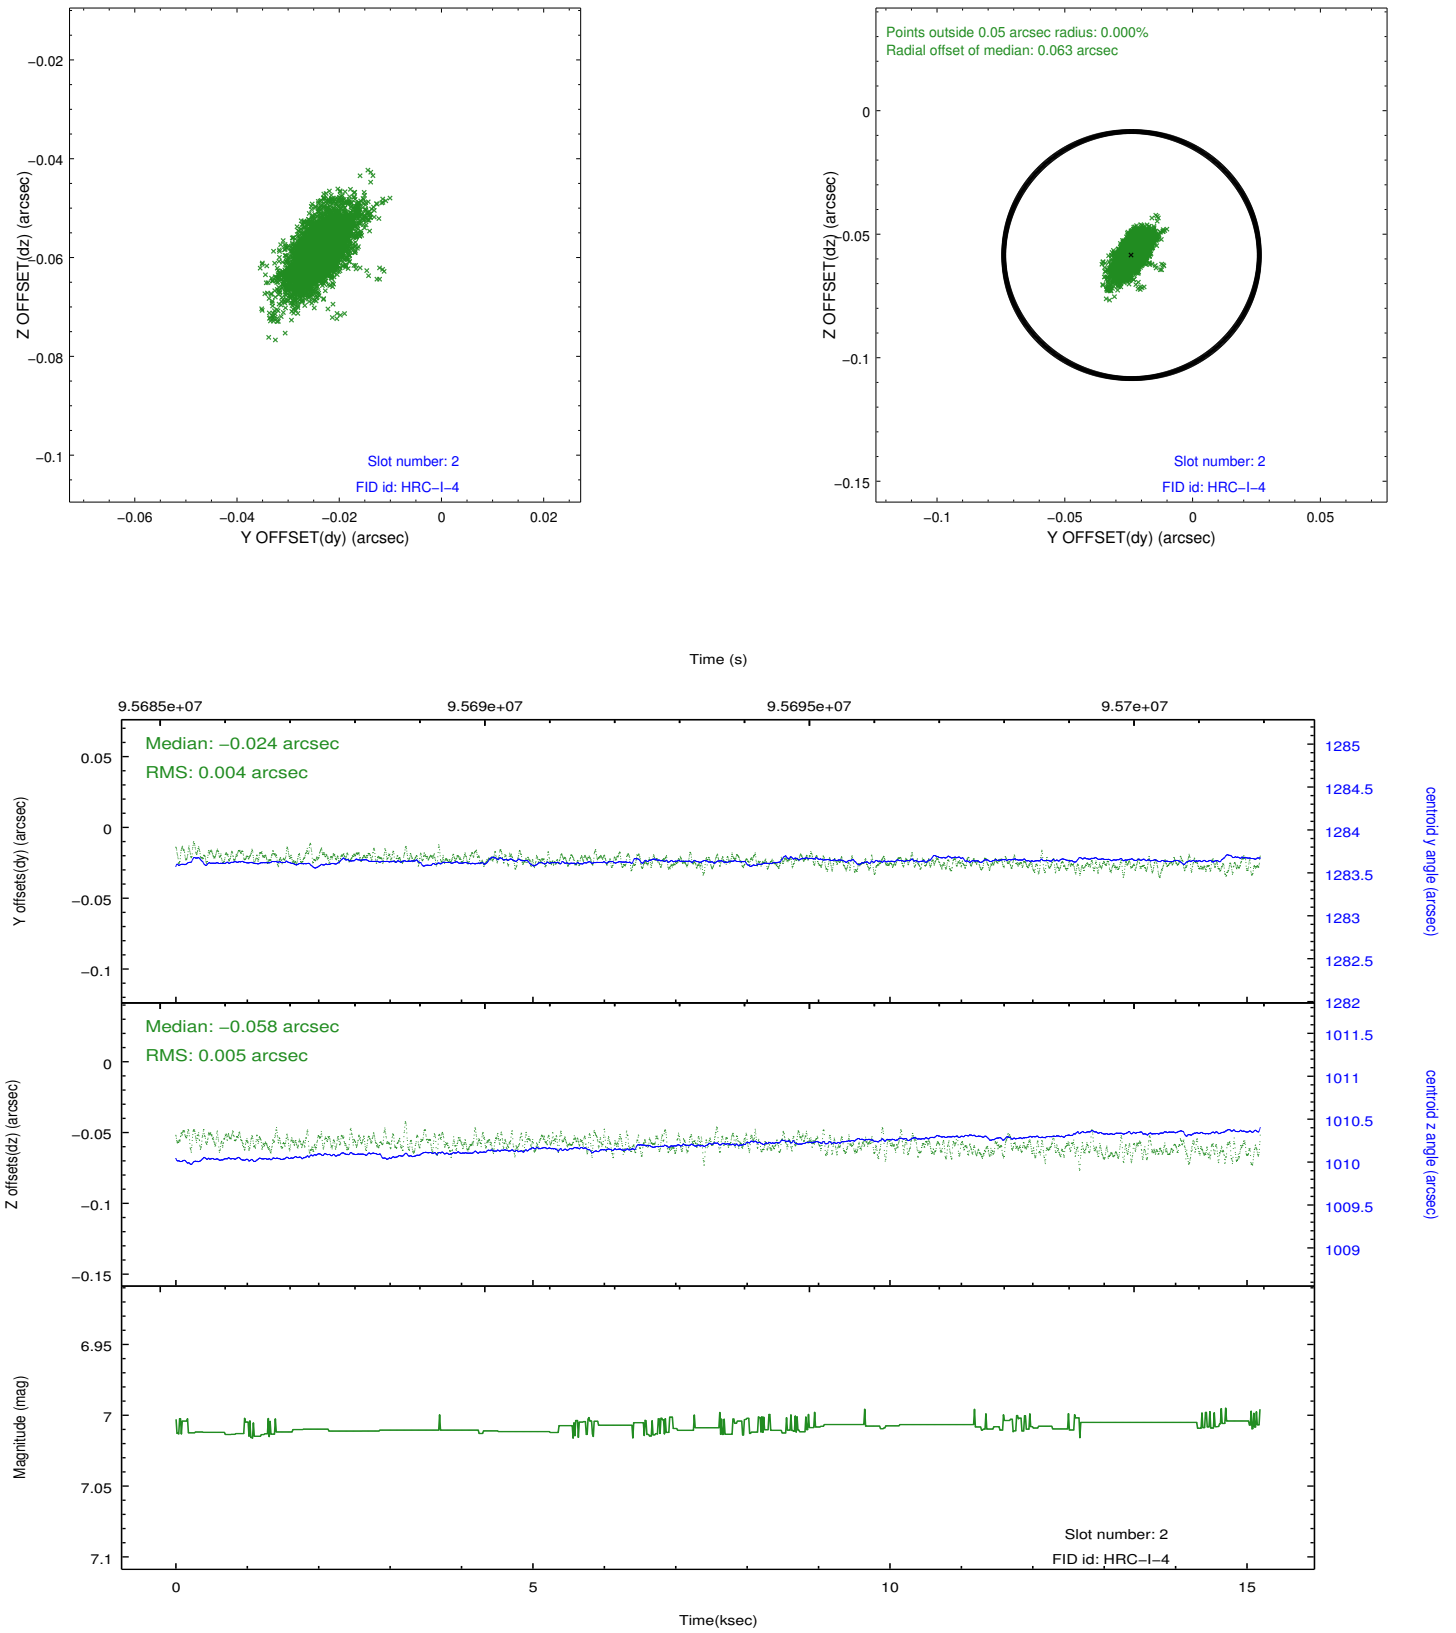 −0.02
−0.04
−0.06
−0.08
−0.1
Z OFFSET(dz) (arcsec)
−0.06
−0.04
−0.02
0
0.02
Y OFFSET(dy) (arcsec)
Slot number: 2
FID id: HRC−I−4
Points outside 0.05 arcsec radius: 0.000%
Radial offset of median: 0.063 arcsec
0
−0.05
−0.1
−0.15
Z OFFSET(dz) (arcsec)
−0.1
−0.05
0
0.05
Y OFFSET(dy) (arcsec)
Slot number: 2
FID id: HRC−I−4
Time (s)
9.5685e+07
9.569e+07
9.5695e+07
9.57e+07
Median: −0.024 arcsec
RMS: 0.004 arcsec
0.05
0
−0.05
−0.1
Y offsets(dy) (arcsec)
1285
1284.5
1284
1283.5
1283
1282.5
1282
centroid y angle (arcsec)
Median: −0.058 arcsec
RMS: 0.005 arcsec
0
−0.05
−0.1
−0.15
Z offsets(dz) (arcsec)
1011.5
1011
1010.5
1010
1009.5
1009
centroid z angle (arcsec)
6.95
7
7.05
7.1
Magnitude (mag)
Slot number: 2
FID id: HRC−I−4
0
5
10
15
Time(ksec)